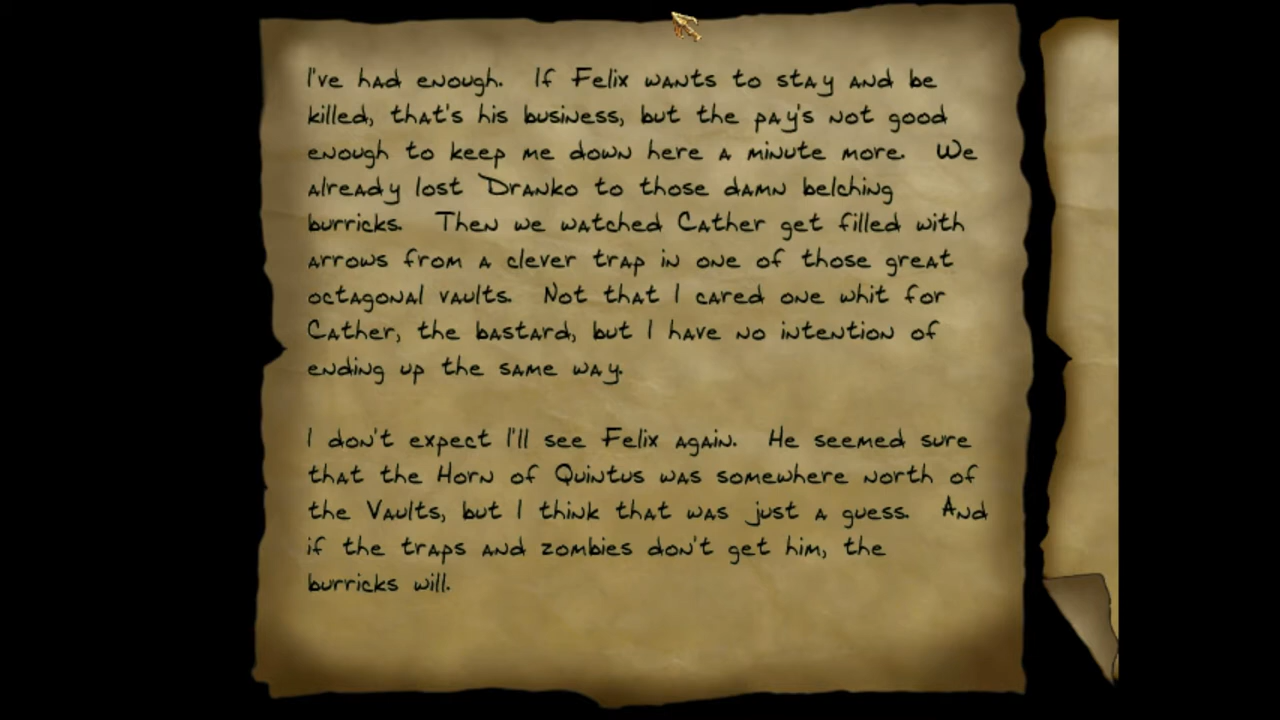 I've had enough. If Felix wants to stay and be
killed, that's his business, but the pay's not good
enough to keep me down here a minute more. We
already lost Dranko to those damn belching
burricks. Then we watched Cather get filled with
arrows from a clever trap in one of those great
octagonal vaults. Not that I cared one whit for
Cather, the bastard, but I have no intention of
ending up the same way.
I don't expect I'll see Felix again. He seemed sure
that the Horn of Quintus was somewhere north of
the Vaults, but I think that was just a guess. And
if the traps and zombies don't get him, the
burricks will.